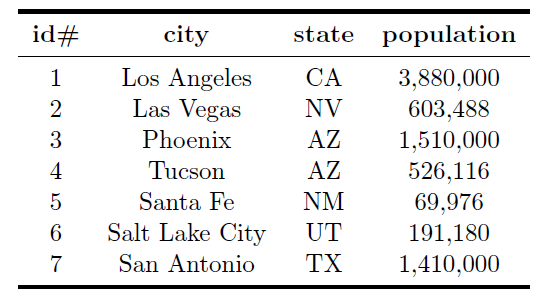 id# city state population
1 Los Angeles CA 3,880,000
2 Las Vegas NV 603,488
3 Phoenix AZ 1,510,000
4 Tucson AZ 526,116
5 Santa Fe NM 69,976
6 Salt Lake City UT 191,180
7 San Antonio TX 1,410,000